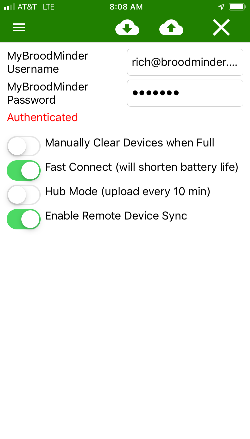 AT&T LTE 8:08 AM
MyBroodMinder
Username
rich@broodminder....
MyBroodMinder
Password
•••••••
Authenticated
Manually Clear Devices when Full
Fast Connect (will shorten battery life)
Hub Mode (upload every 10 min)
Enable Remote Device Sync